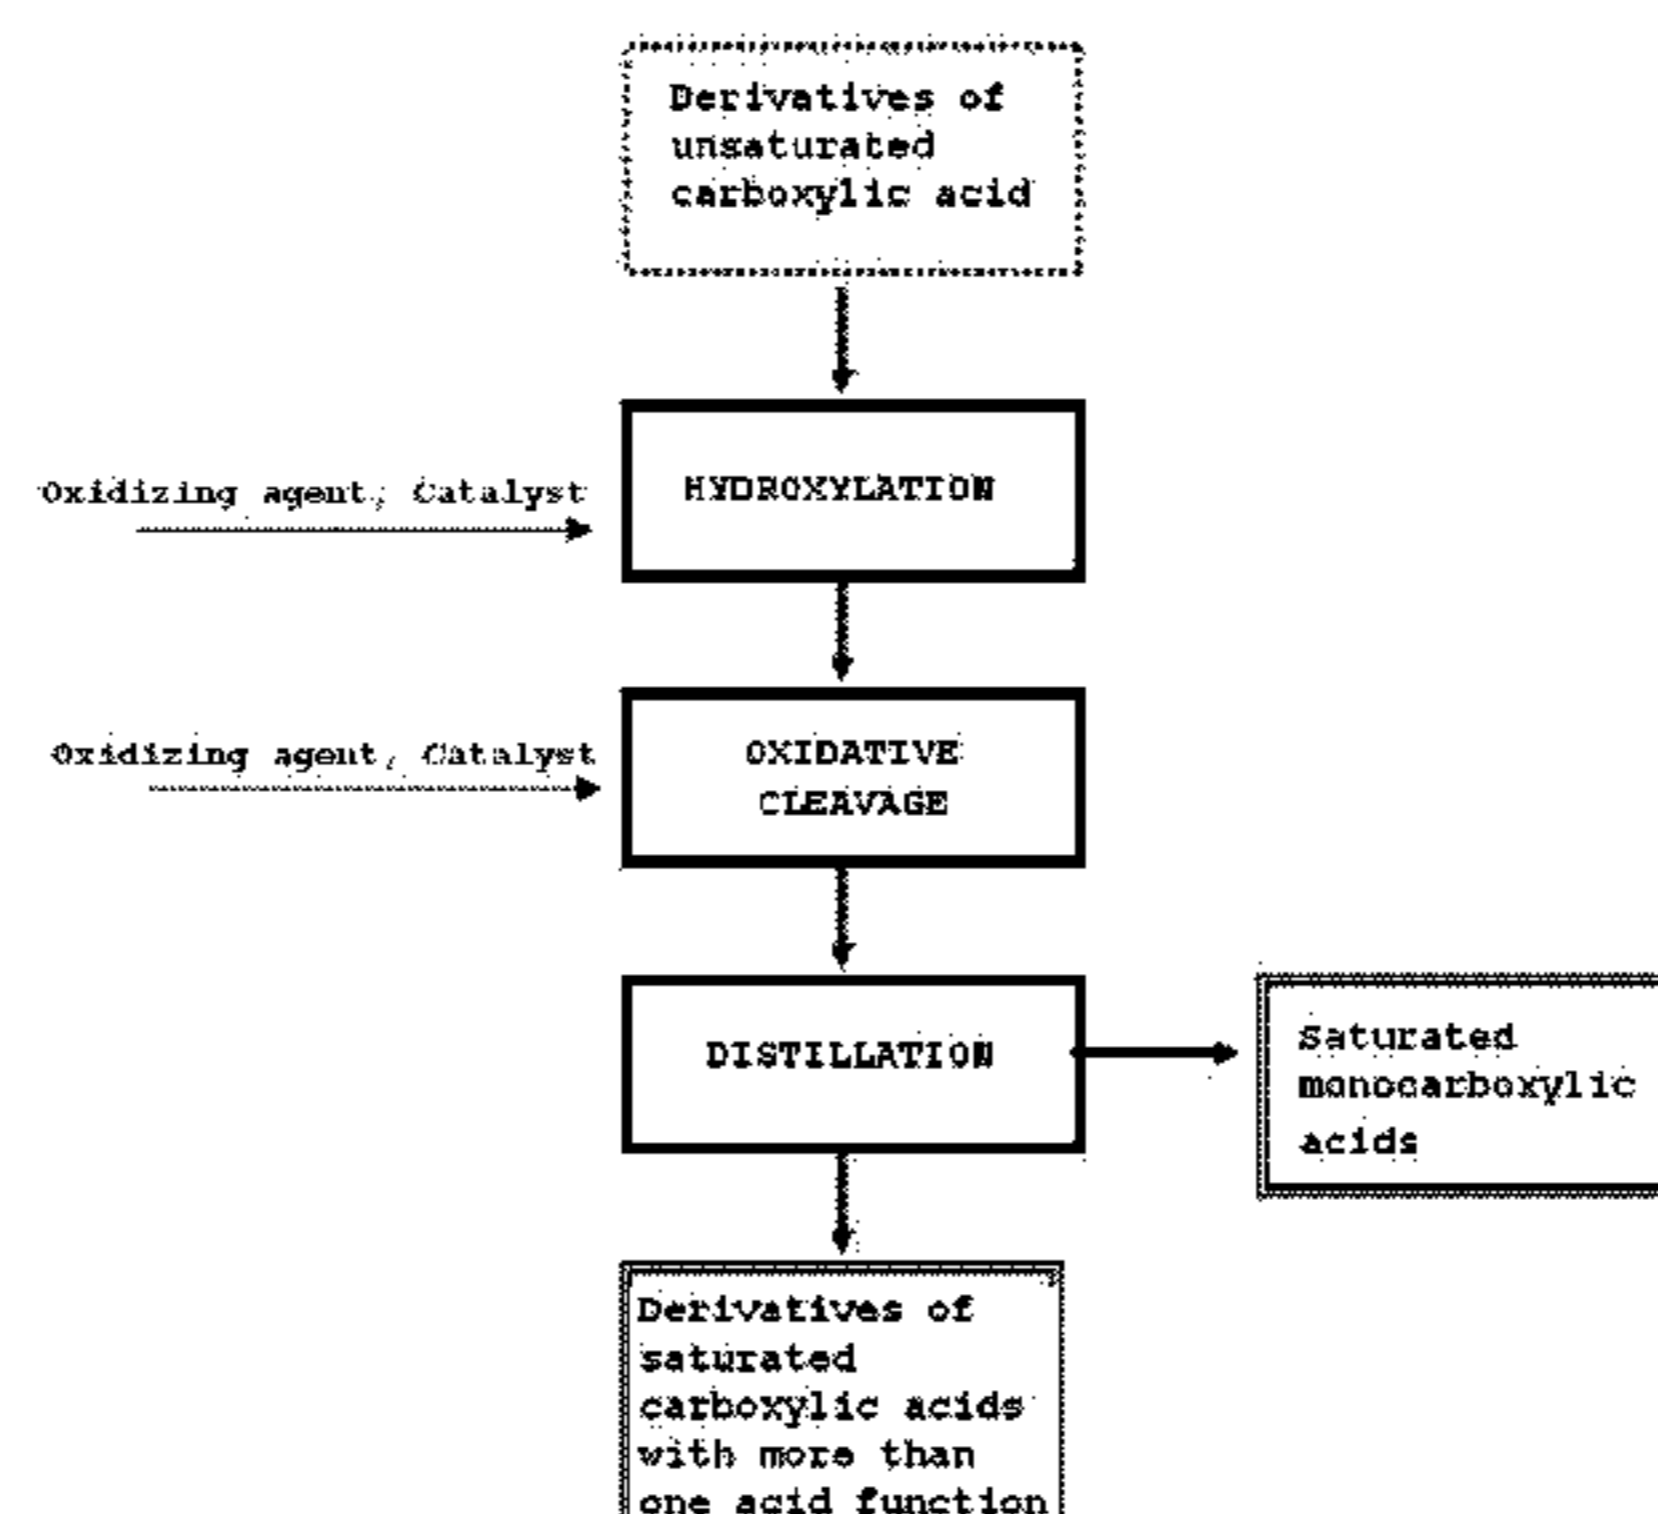 Derivatives of
unsaturated
carboxylic acid
Oxidizing agent, Catalyst
HYDROXYLATION
Oxidizing agent, Catalyst
OXIDATIVE
CLEAVAGE
DISTILLATION
Saturated
monocarboxylic
acids
Derivatives of
saturated
carboxylic acids
with more than
one acid function